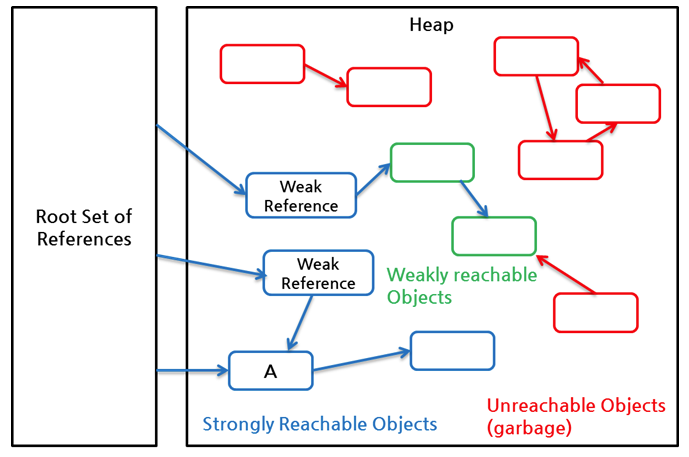 Heap
Root Set of
References
Weak
Reference
Weak
Reference
Weakly reachable
Objects
A
Strongly Reachable Objects
Unreachable Objects
(garbage)